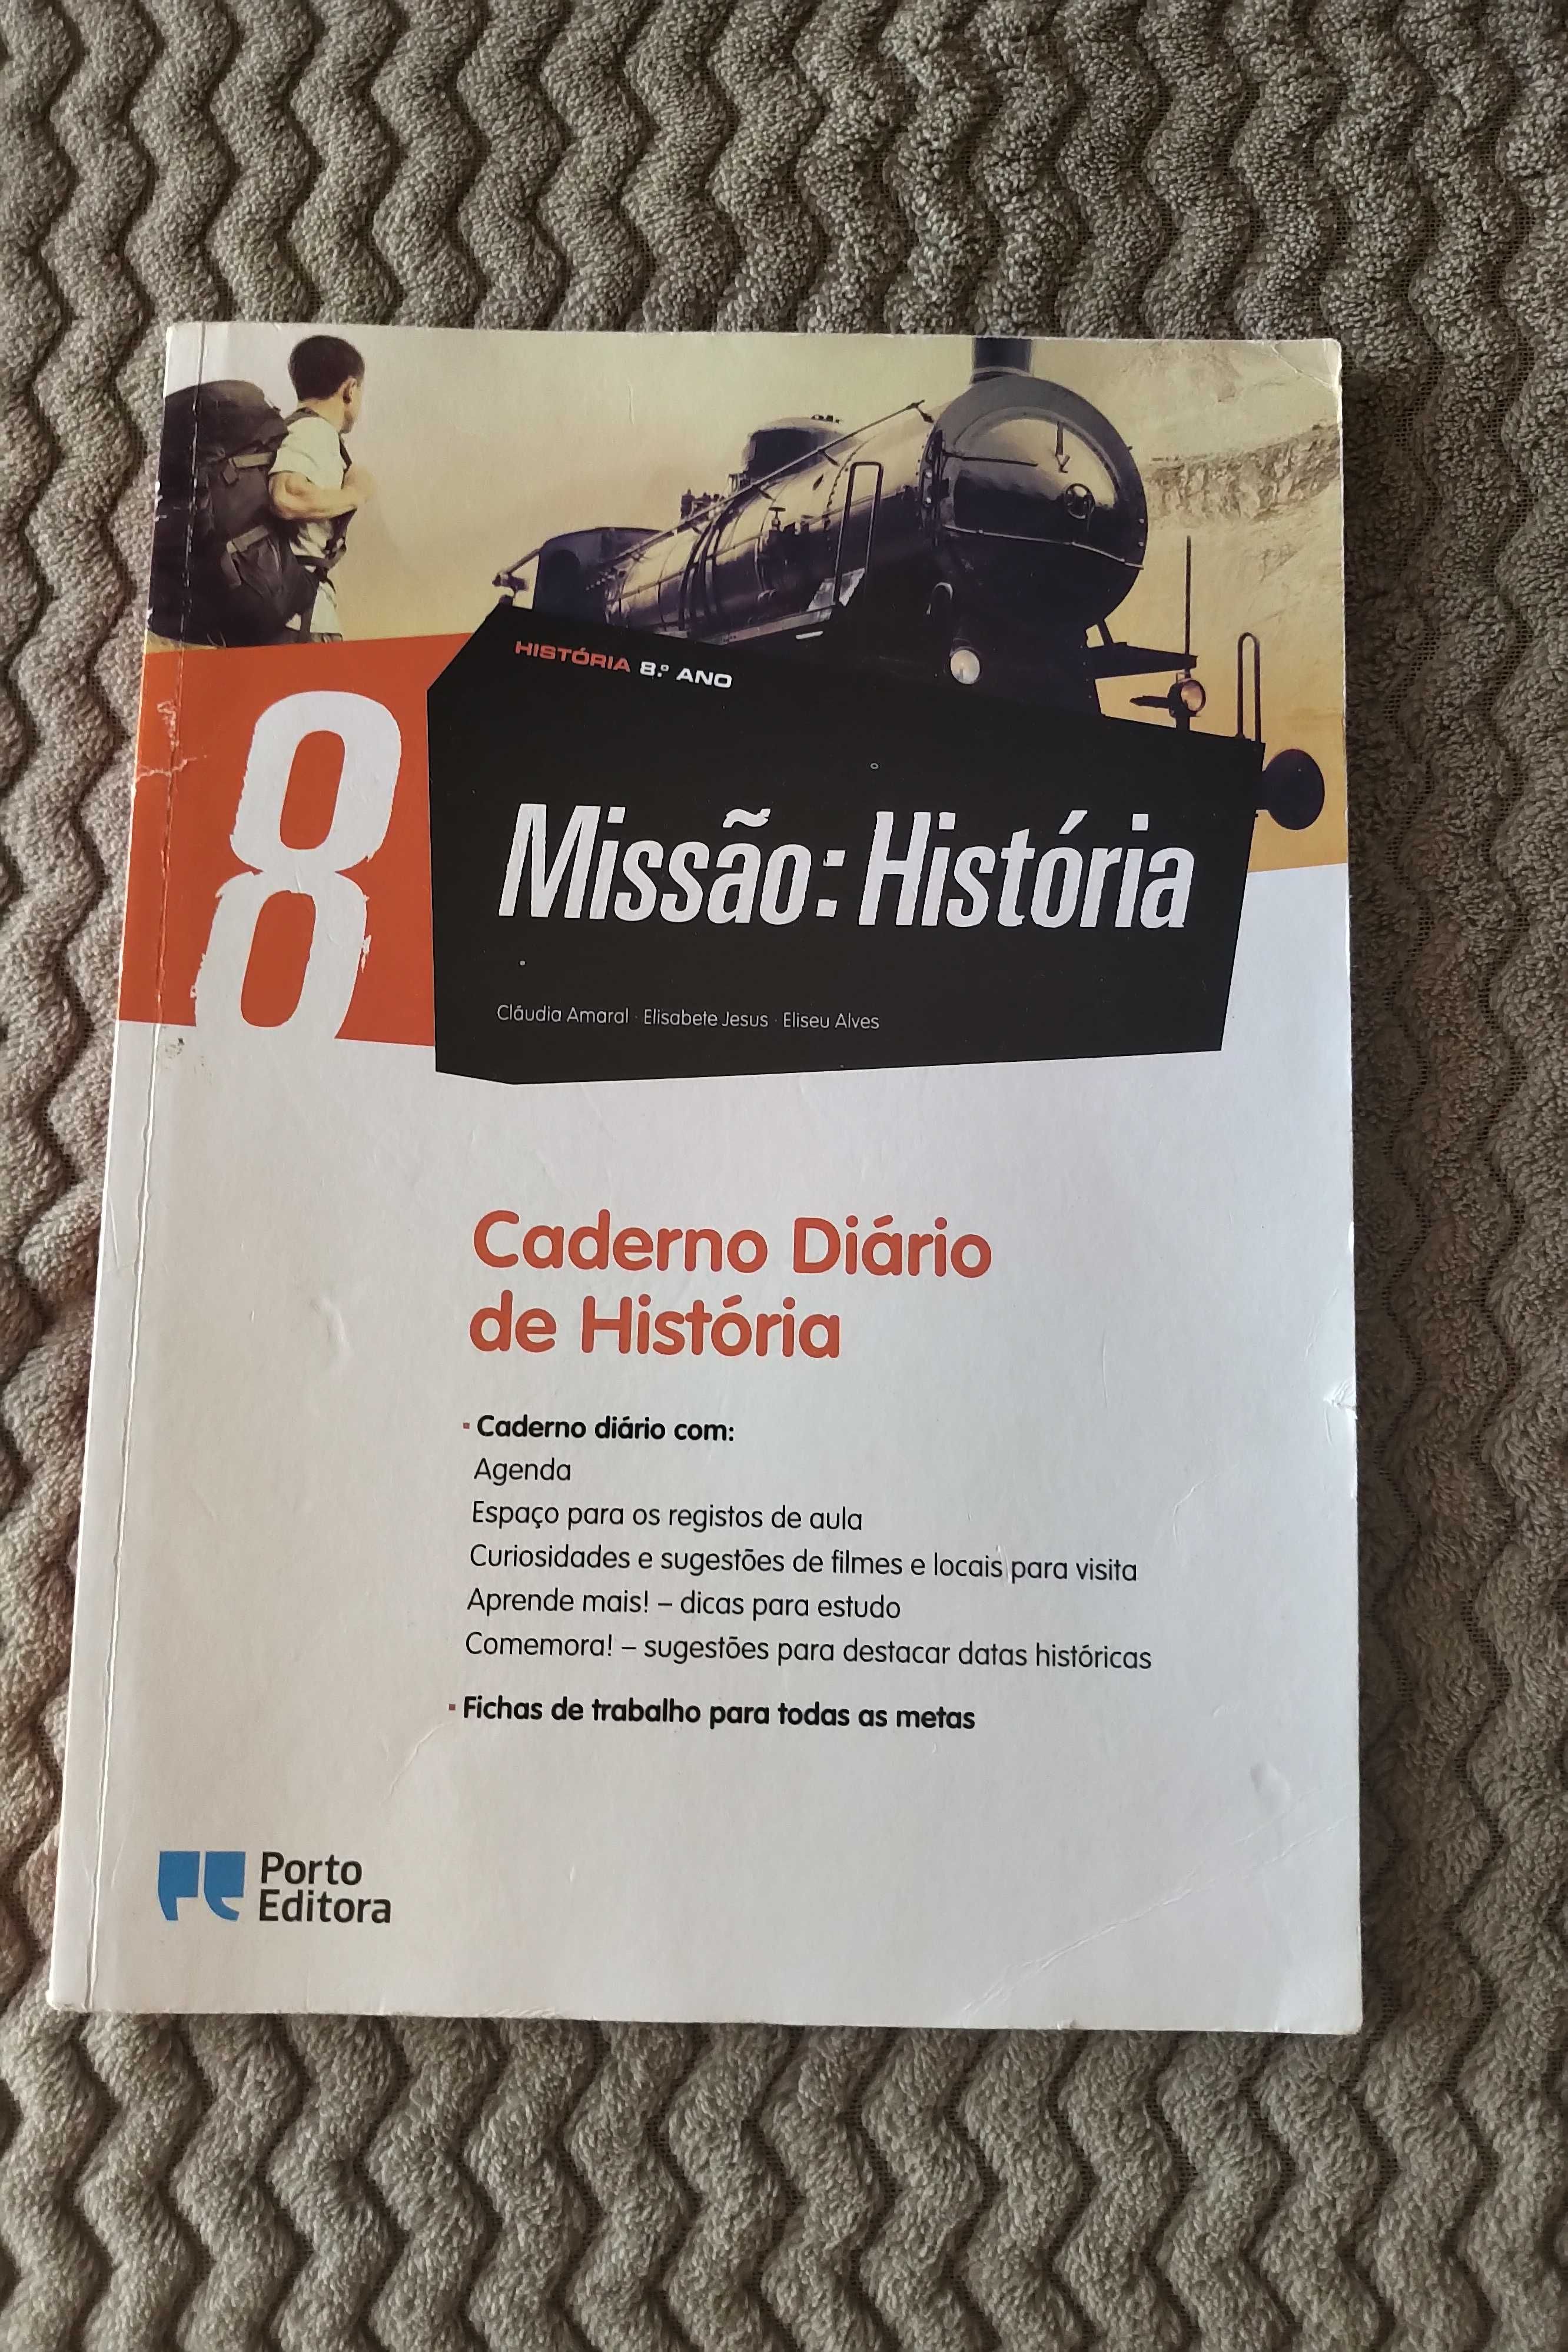 HISTÓRIA 8.º ANO
8
Missão: História
Cláudia Amaral · Elisabete Jesus · Eliseu Alves
Caderno Diário
de História
▪ Caderno diário com:
Agenda
Espaço para os registos de aula
Curiosidades e sugestões de filmes e locais para visita
Aprende mais! – dicas para estudo
Comemora! – sugestões para destacar datas históricas
▪ Fichas de trabalho para todas as metas
Porto
Editora